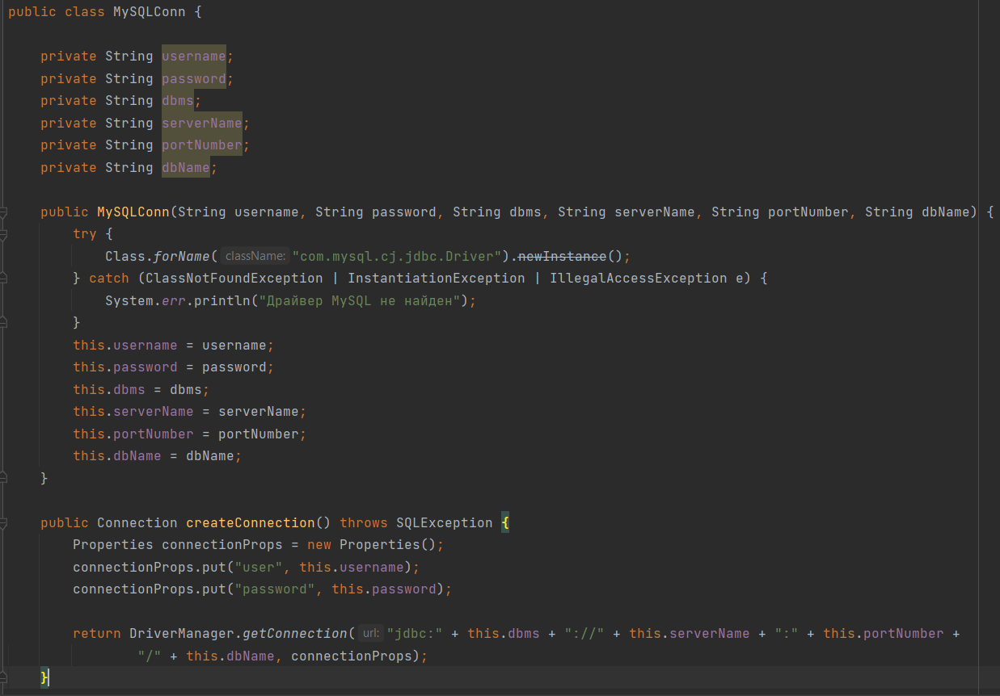 public class MySQLConn {
    private String username;
    private String password;
    private String dbms;
    private String serverName;
    private String portNumber;
    private String dbName;
    public MySQLConn(String username, String password, String dbms, String serverName, String portNumber, String dbName) {
        try {
            Class.forName( className: "com.mysql.cj.jdbc.Driver").newInstance();
        } catch (ClassNotFoundException | InstantiationException | IllegalAccessException e) {
            System.err.println("Драйвер MySQL не найден");
        }
        this.username = username;
        this.password = password;
        this.dbms = dbms;
        this.serverName = serverName;
        this.portNumber = portNumber;
        this.dbName = dbName;
    }
    public Connection createConnection() throws SQLException {
        Properties connectionProps = new Properties();
        connectionProps.put("user", this.username);
        connectionProps.put("password", this.password);
        return DriverManager.getConnection( url: "jdbc:" + this.dbms + "://" + this.serverName + ":" + this.portNumber +
                "/" + this.dbName, connectionProps);
    }